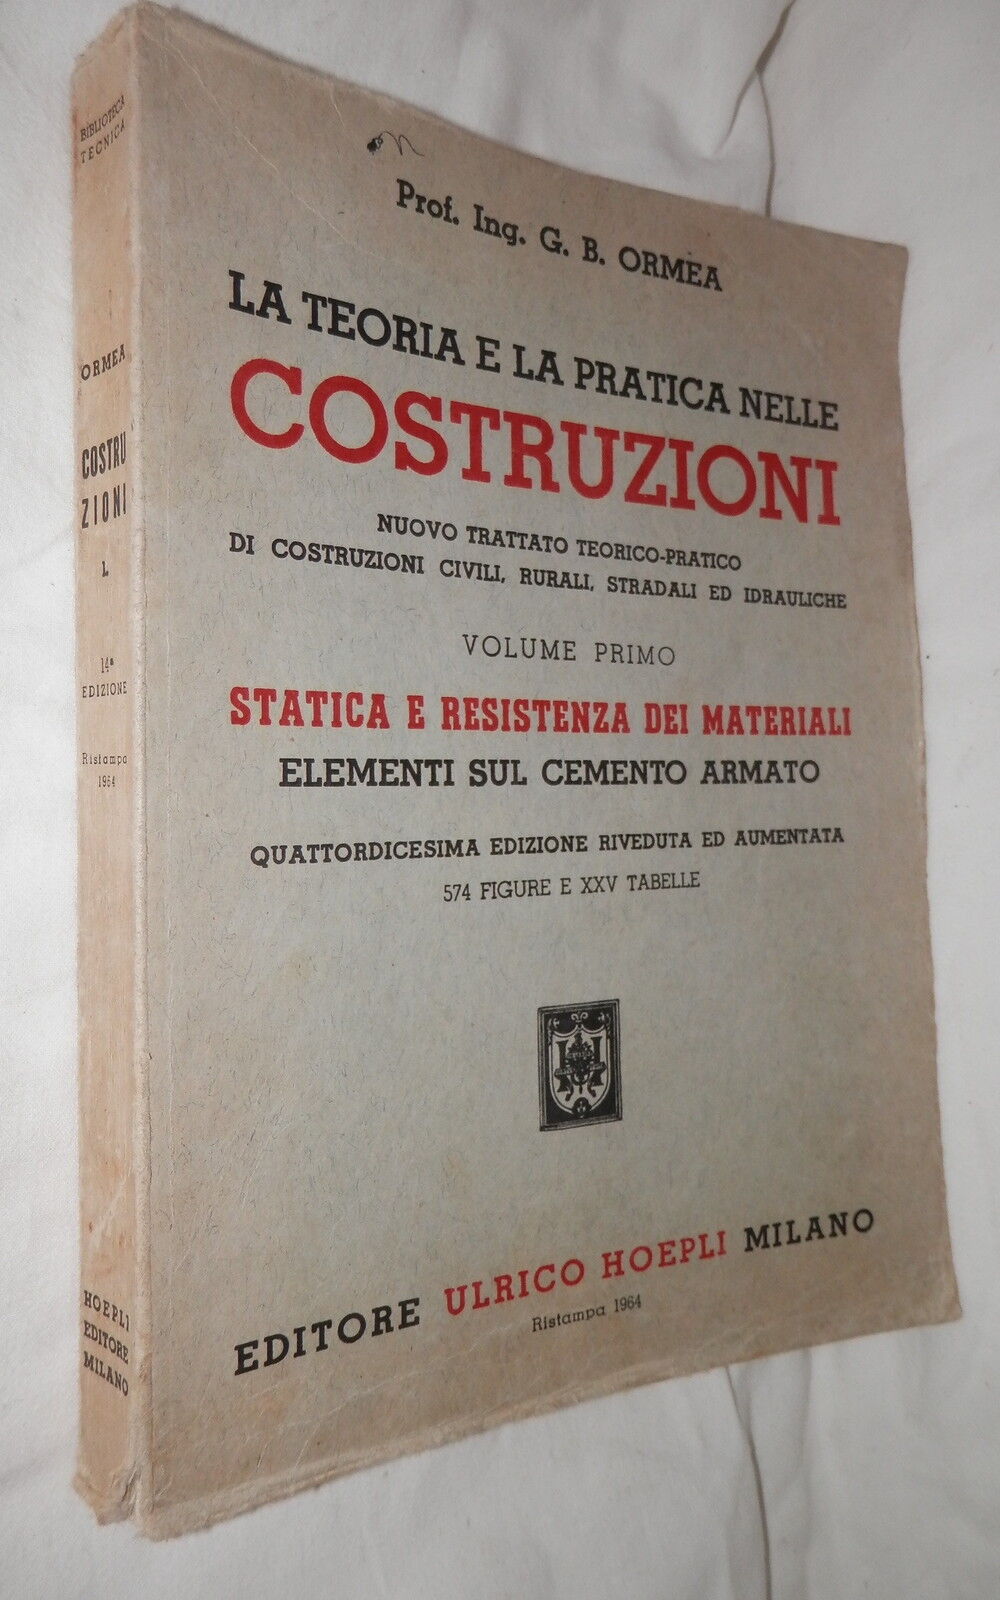 BIBLIOTECA
TECNICA
ORMEA
COSTRU
ZIONI
1.
14ª
EDIZIONE
Ristampa
1964
HOEPLI
EDITORE
MILANO
Prof. Ing. G. B. ORMEA
LA TEORIA E LA PRATICA NELLE
COSTRUZIONI
NUOVO TRATTATO TEORICO-PRATICO
DI COSTRUZIONI CIVILI, RURALI, STRADALI ED IDRAULICHE
VOLUME PRIMO
STATICA E RESISTENZA DEI MATERIALI
ELEMENTI SUL CEMENTO ARMATO
QUATTORDICESIMA EDIZIONE RIVEDUTA ED AUMENTATA
574 FIGURE E XXV TABELLE
EDITORE ULRICO HOEPLI MILANO
Ristampa 1964